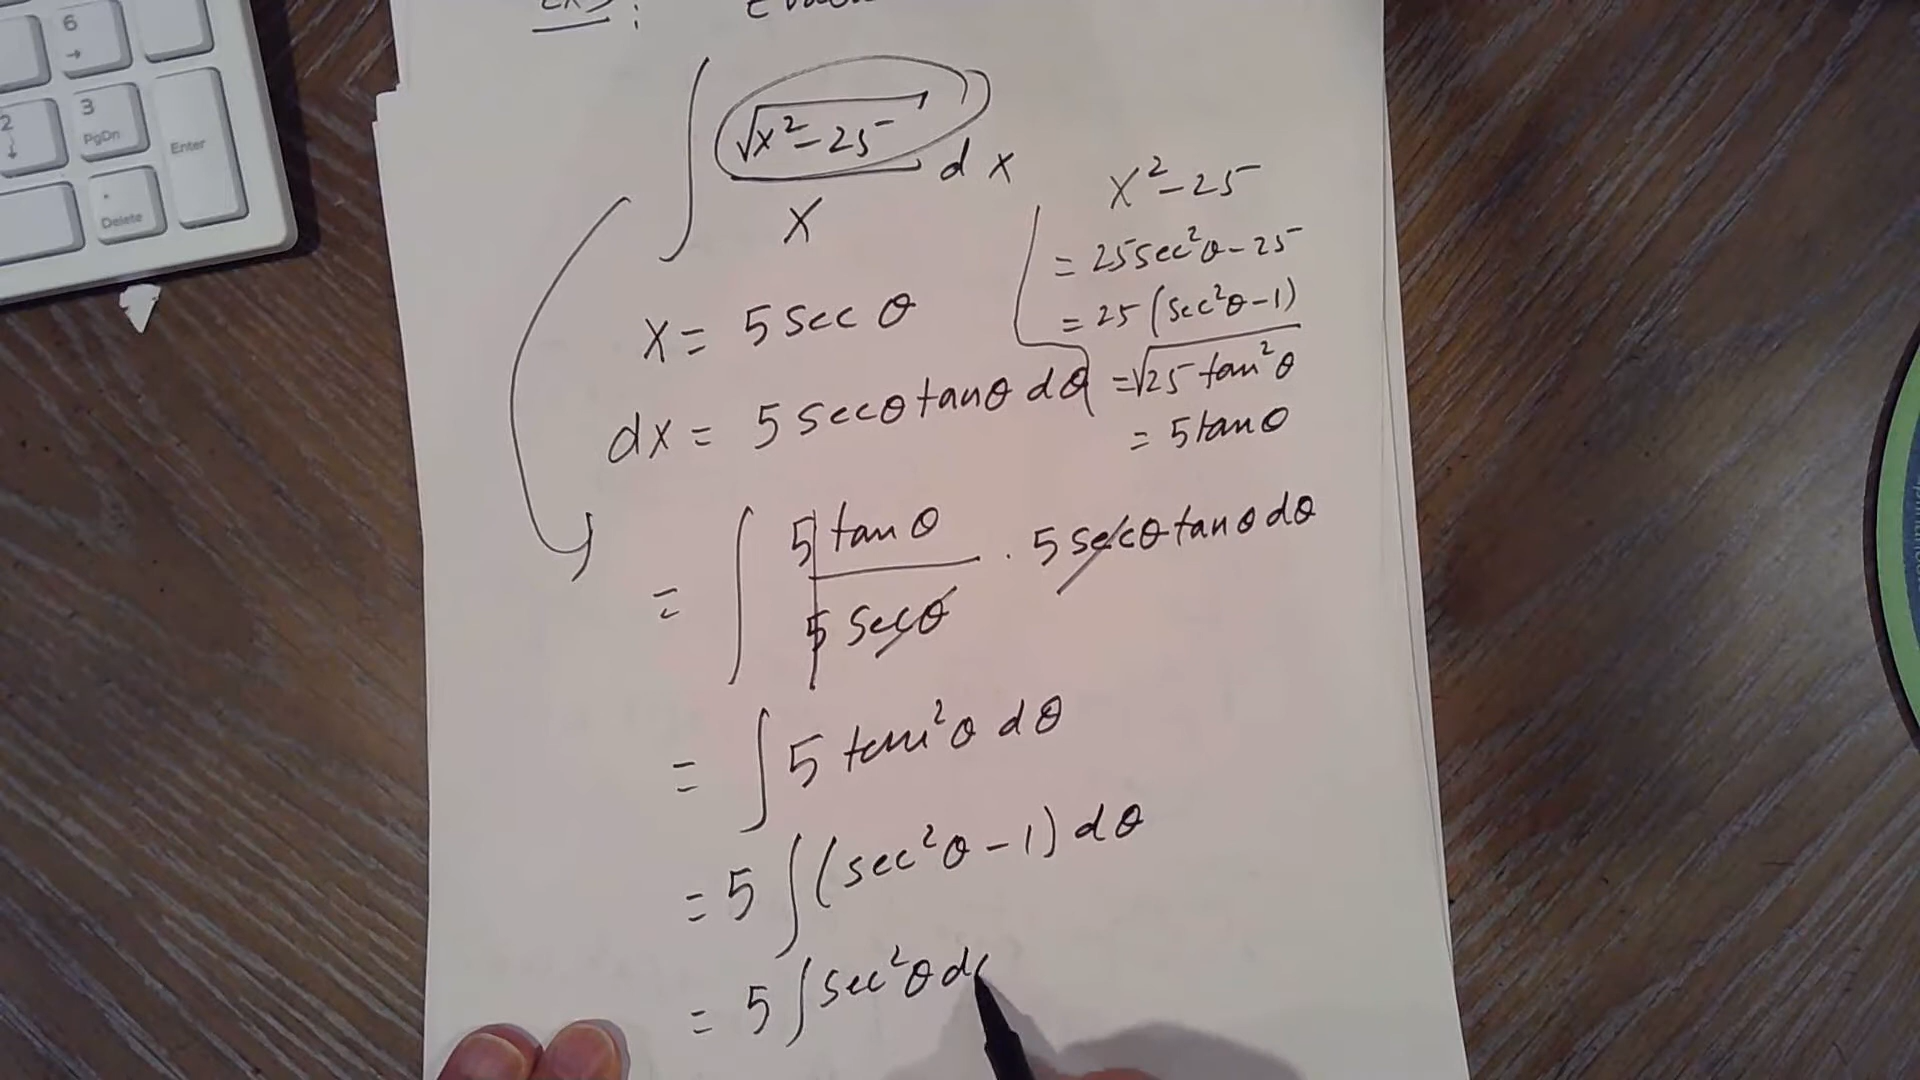 6
→
2
↓
3
PgDn
Enter
.
Delete
∫ √(x²-25) / x dx
x²-25
= 25sec²θ-25
= 25(sec²θ-1)
x = 5 sec θ
= √25 tan²θ
dx = 5 secθ tanθ dθ
= 5tanθ
= ∫ 5 tanθ / 5 secθ · 5 secθ tanθ dθ
= ∫ 5 tan²θ dθ
= 5 ∫ (sec²θ - 1) dθ
= 5 ∫ sec²θ d